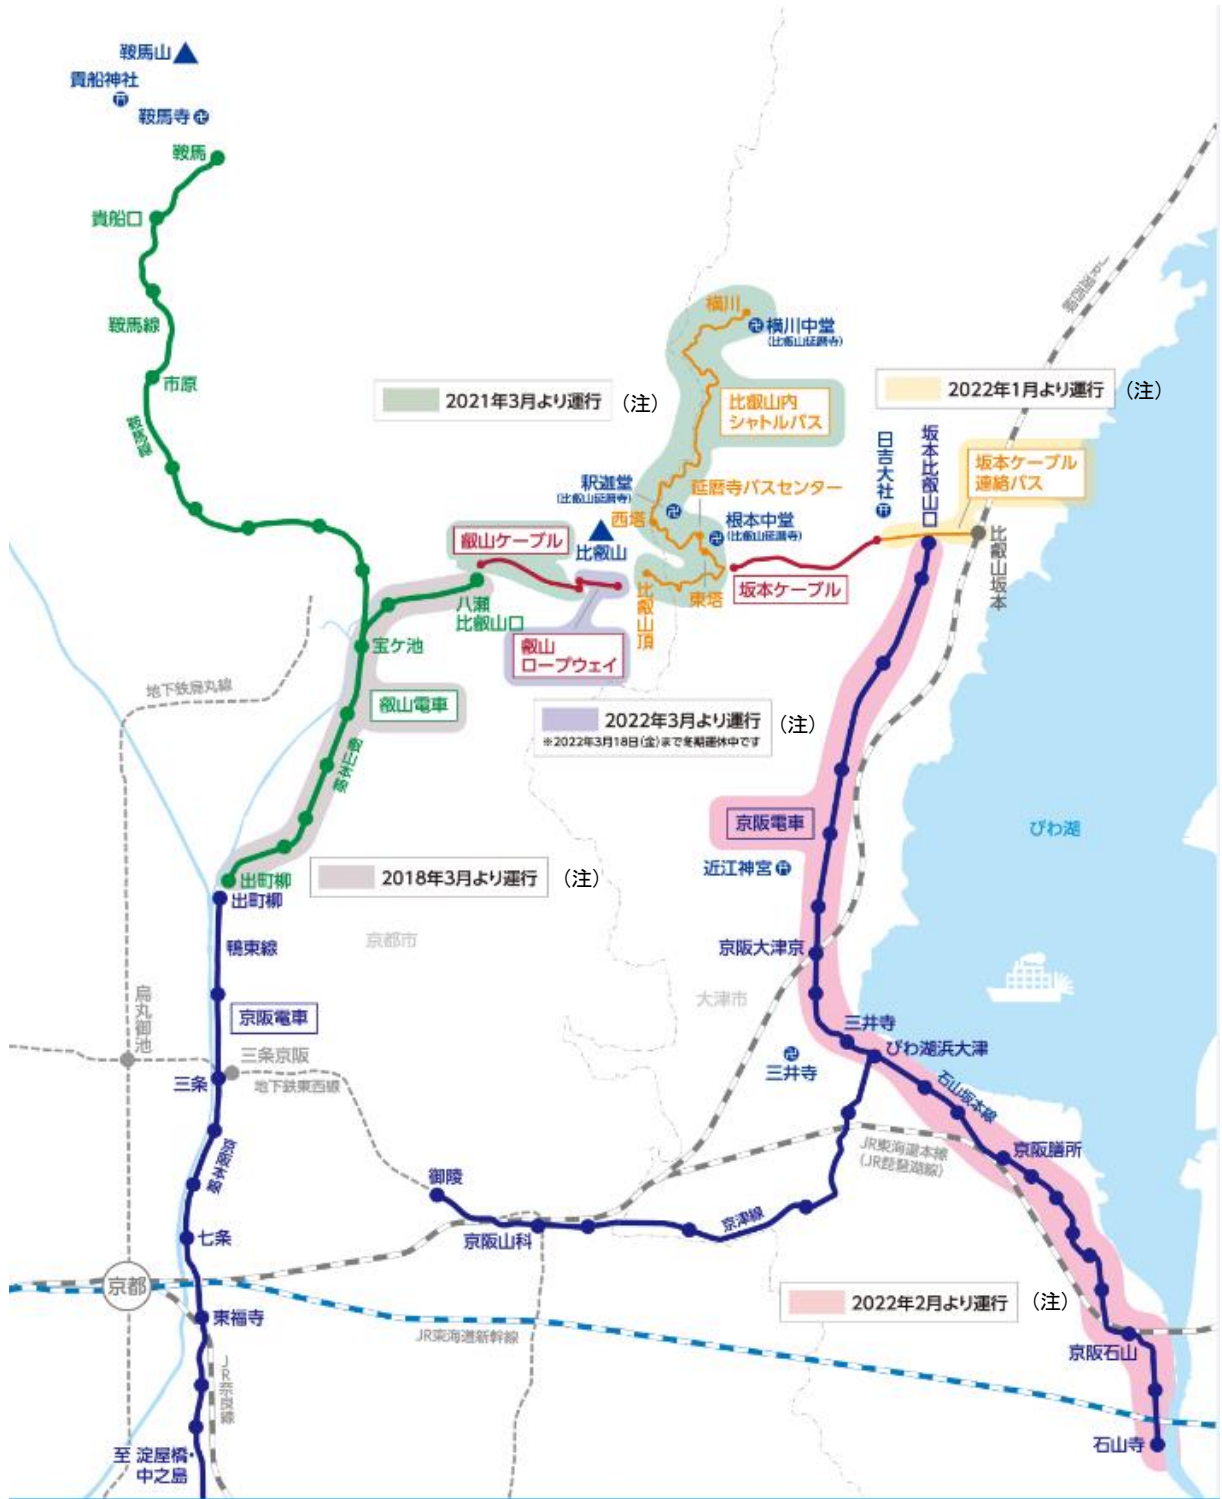 鞍馬山
貴船神社
鞍馬寺
鞍馬
貴船口
鞍馬線
市原
鞍馬線
横川
横川中堂
(比叡山延暦寺)
2021年3月より運行
(注)
比叡山内
シャトルバス
2022年1月より運行
(注)
JR湖西線
日吉大社
坂本比叡山口
坂本ケーブル
連絡バス
釈迦堂
(比叡山延暦寺)
延暦寺バスセンター
西塔
根本中堂
(比叡山延暦寺)
比叡山
叡山ケーブル
坂本ケーブル
比叡山坂本
東塔
比叡山頂
八瀬
比叡山口
叡山
ロープウェイ
宝ケ池
地下鉄烏丸線
叡山電車
叡山本線
2022年3月より運行
※2022年3月18日(金)まで冬期運休中です
(注)
京阪電車
びわ湖
近江神宮
2018年3月より運行
(注)
出町柳
出町柳
鴨東線
京都市
京阪大津京
大津市
烏丸御池
京阪電車
三井寺
びわ湖浜大津
三条京阪
三井寺
三条
地下鉄東西線
石山坂本線
京阪本線
JR東海道本線
(JR琵琶湖線)
京阪膳所
御陵
京津線
七条
京阪山科
京都
東福寺
JR東海道新幹線
2022年2月より運行
(注)
京阪石山
JR奈良線
石山寺
至 淀屋橋・
中之島